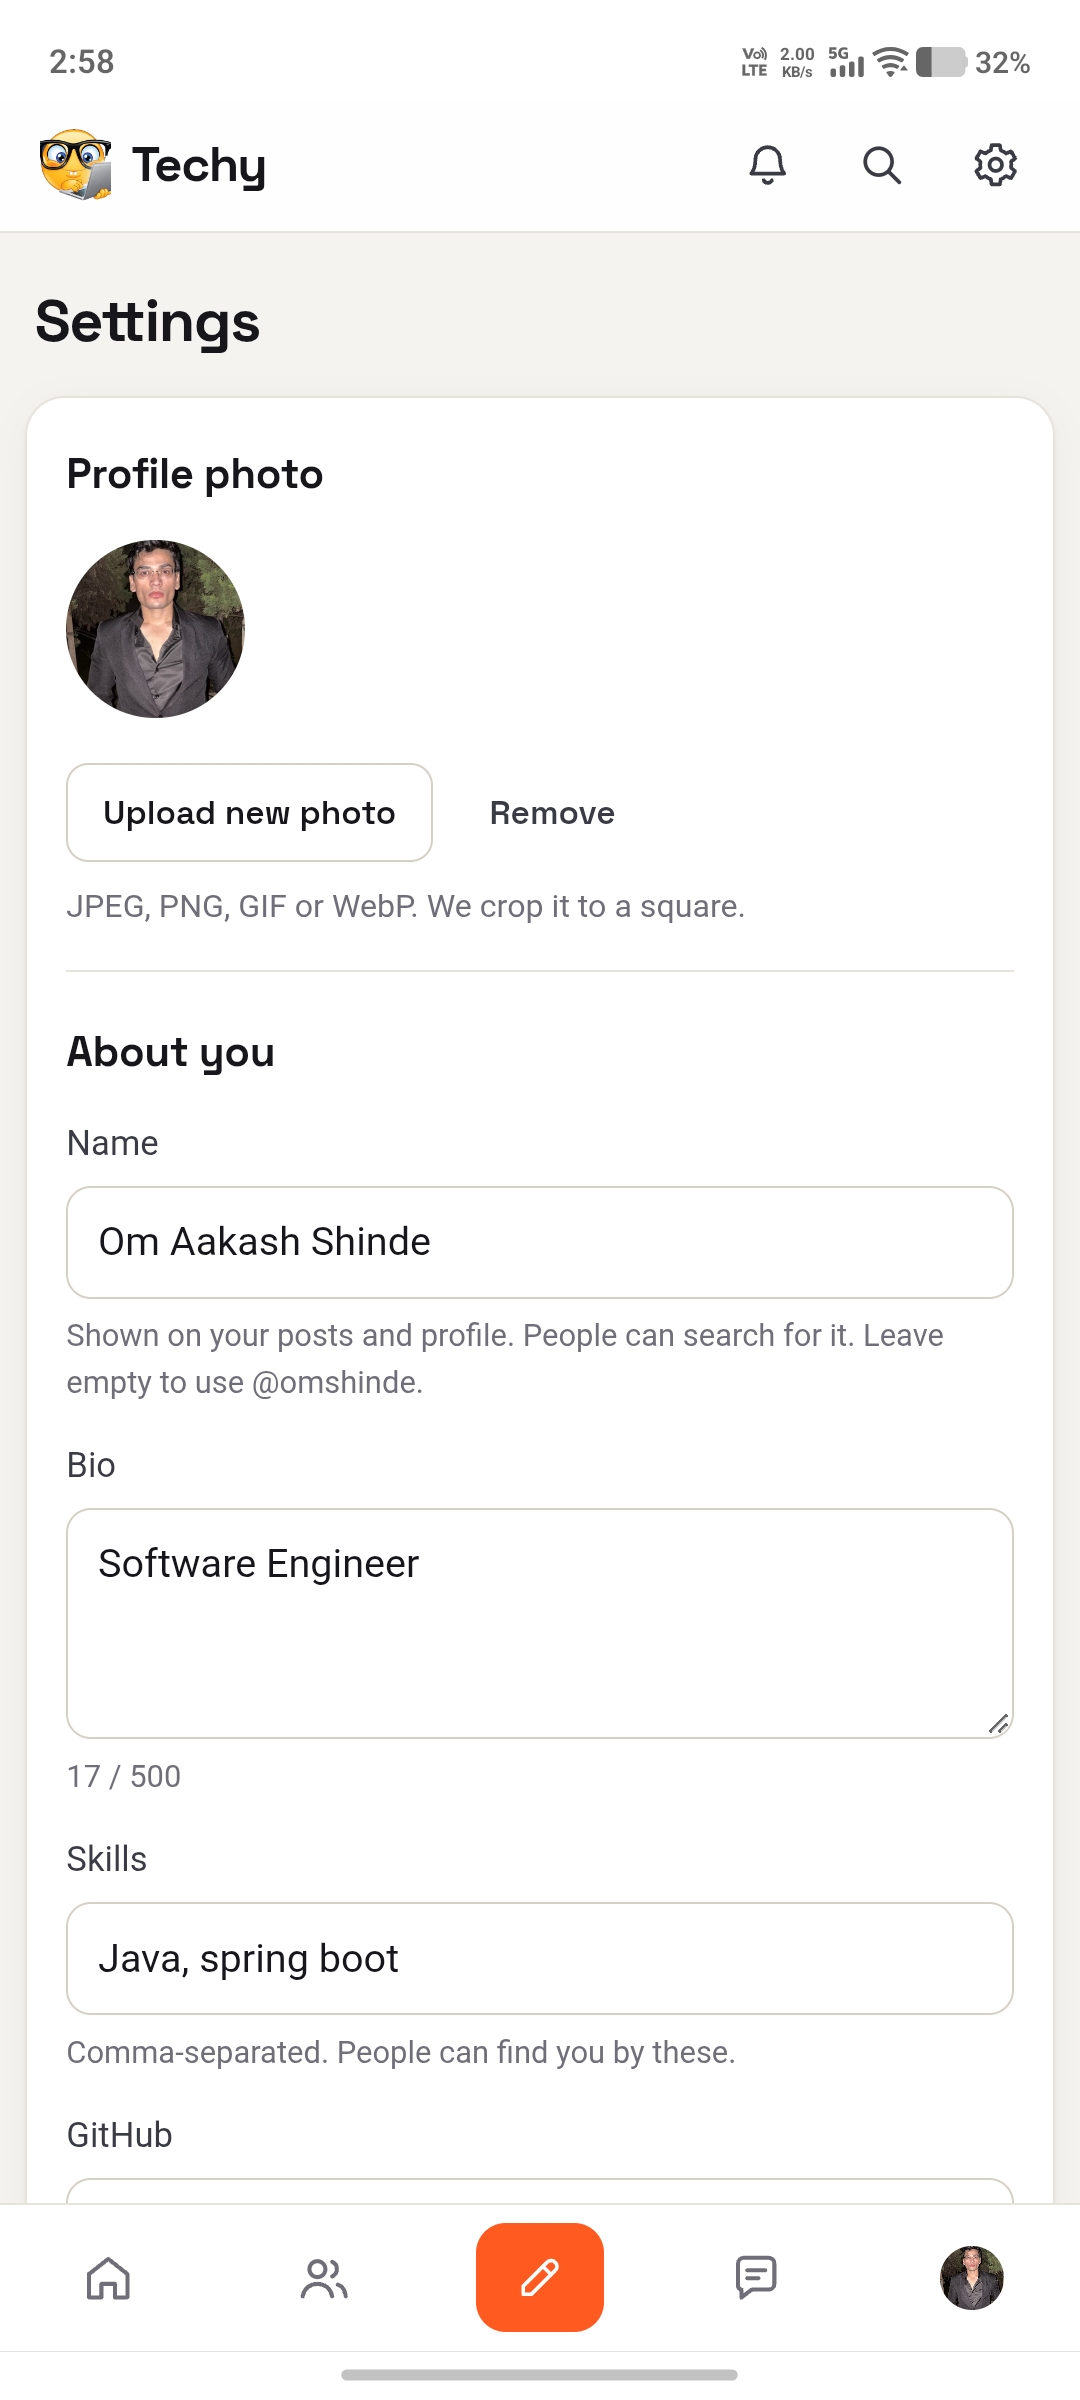 2:58
Vo)) LTE
2.00 KB/s
5G
32%
Techy
Settings
Profile photo
Upload new photo
Remove
JPEG, PNG, GIF or WebP. We crop it to a square.
About you
Name
Om Aakash Shinde
Shown on your posts and profile. People can search for it. Leave
empty to use @omshinde.
Bio
Software Engineer
17 / 500
Skills
Java, spring boot
Comma-separated. People can find you by these.
GitHub